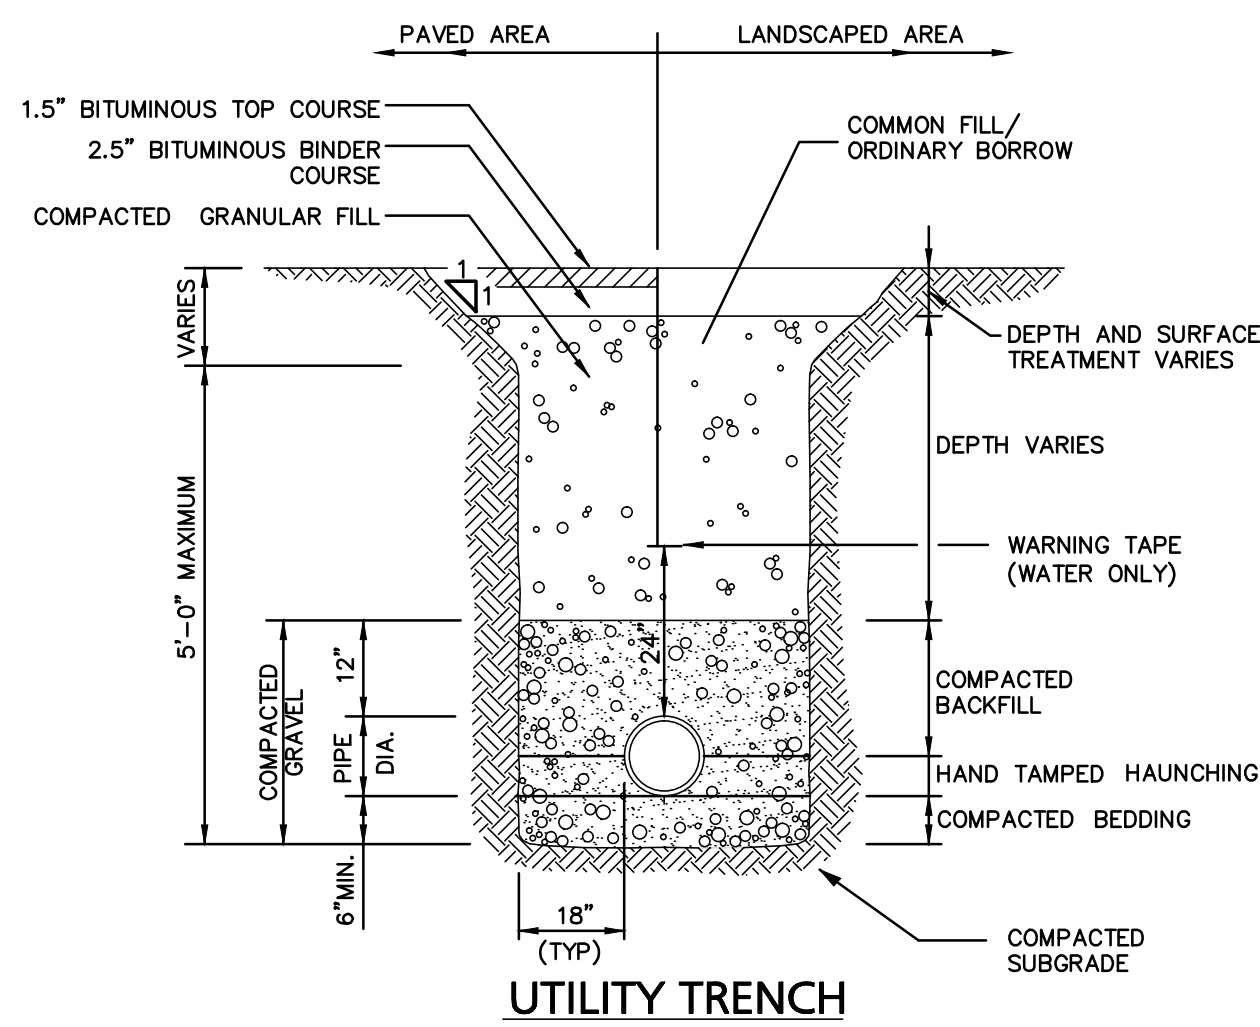 PAVED AREA
LANDSCAPED AREA
1.5” BITUMINOUS TOP COURSE
2.5” BITUMINOUS BINDER
COURSE
COMPACTED GRANULAR FILL
COMMON FILL/
ORDINARY BORROW
1
1
VARIES
DEPTH AND SURFACE
TREATMENT VARIES
DEPTH VARIES
5'-0” MAXIMUM
WARNING TAPE
(WATER ONLY)
24”
12”
COMPACTED
GRAVEL
PIPE
DIA.
COMPACTED
BACKFILL
HAND TAMPED HAUNCHING
COMPACTED BEDDING
6”MIN.
18”
(TYP)
COMPACTED
SUBGRADE
UTILITY TRENCH